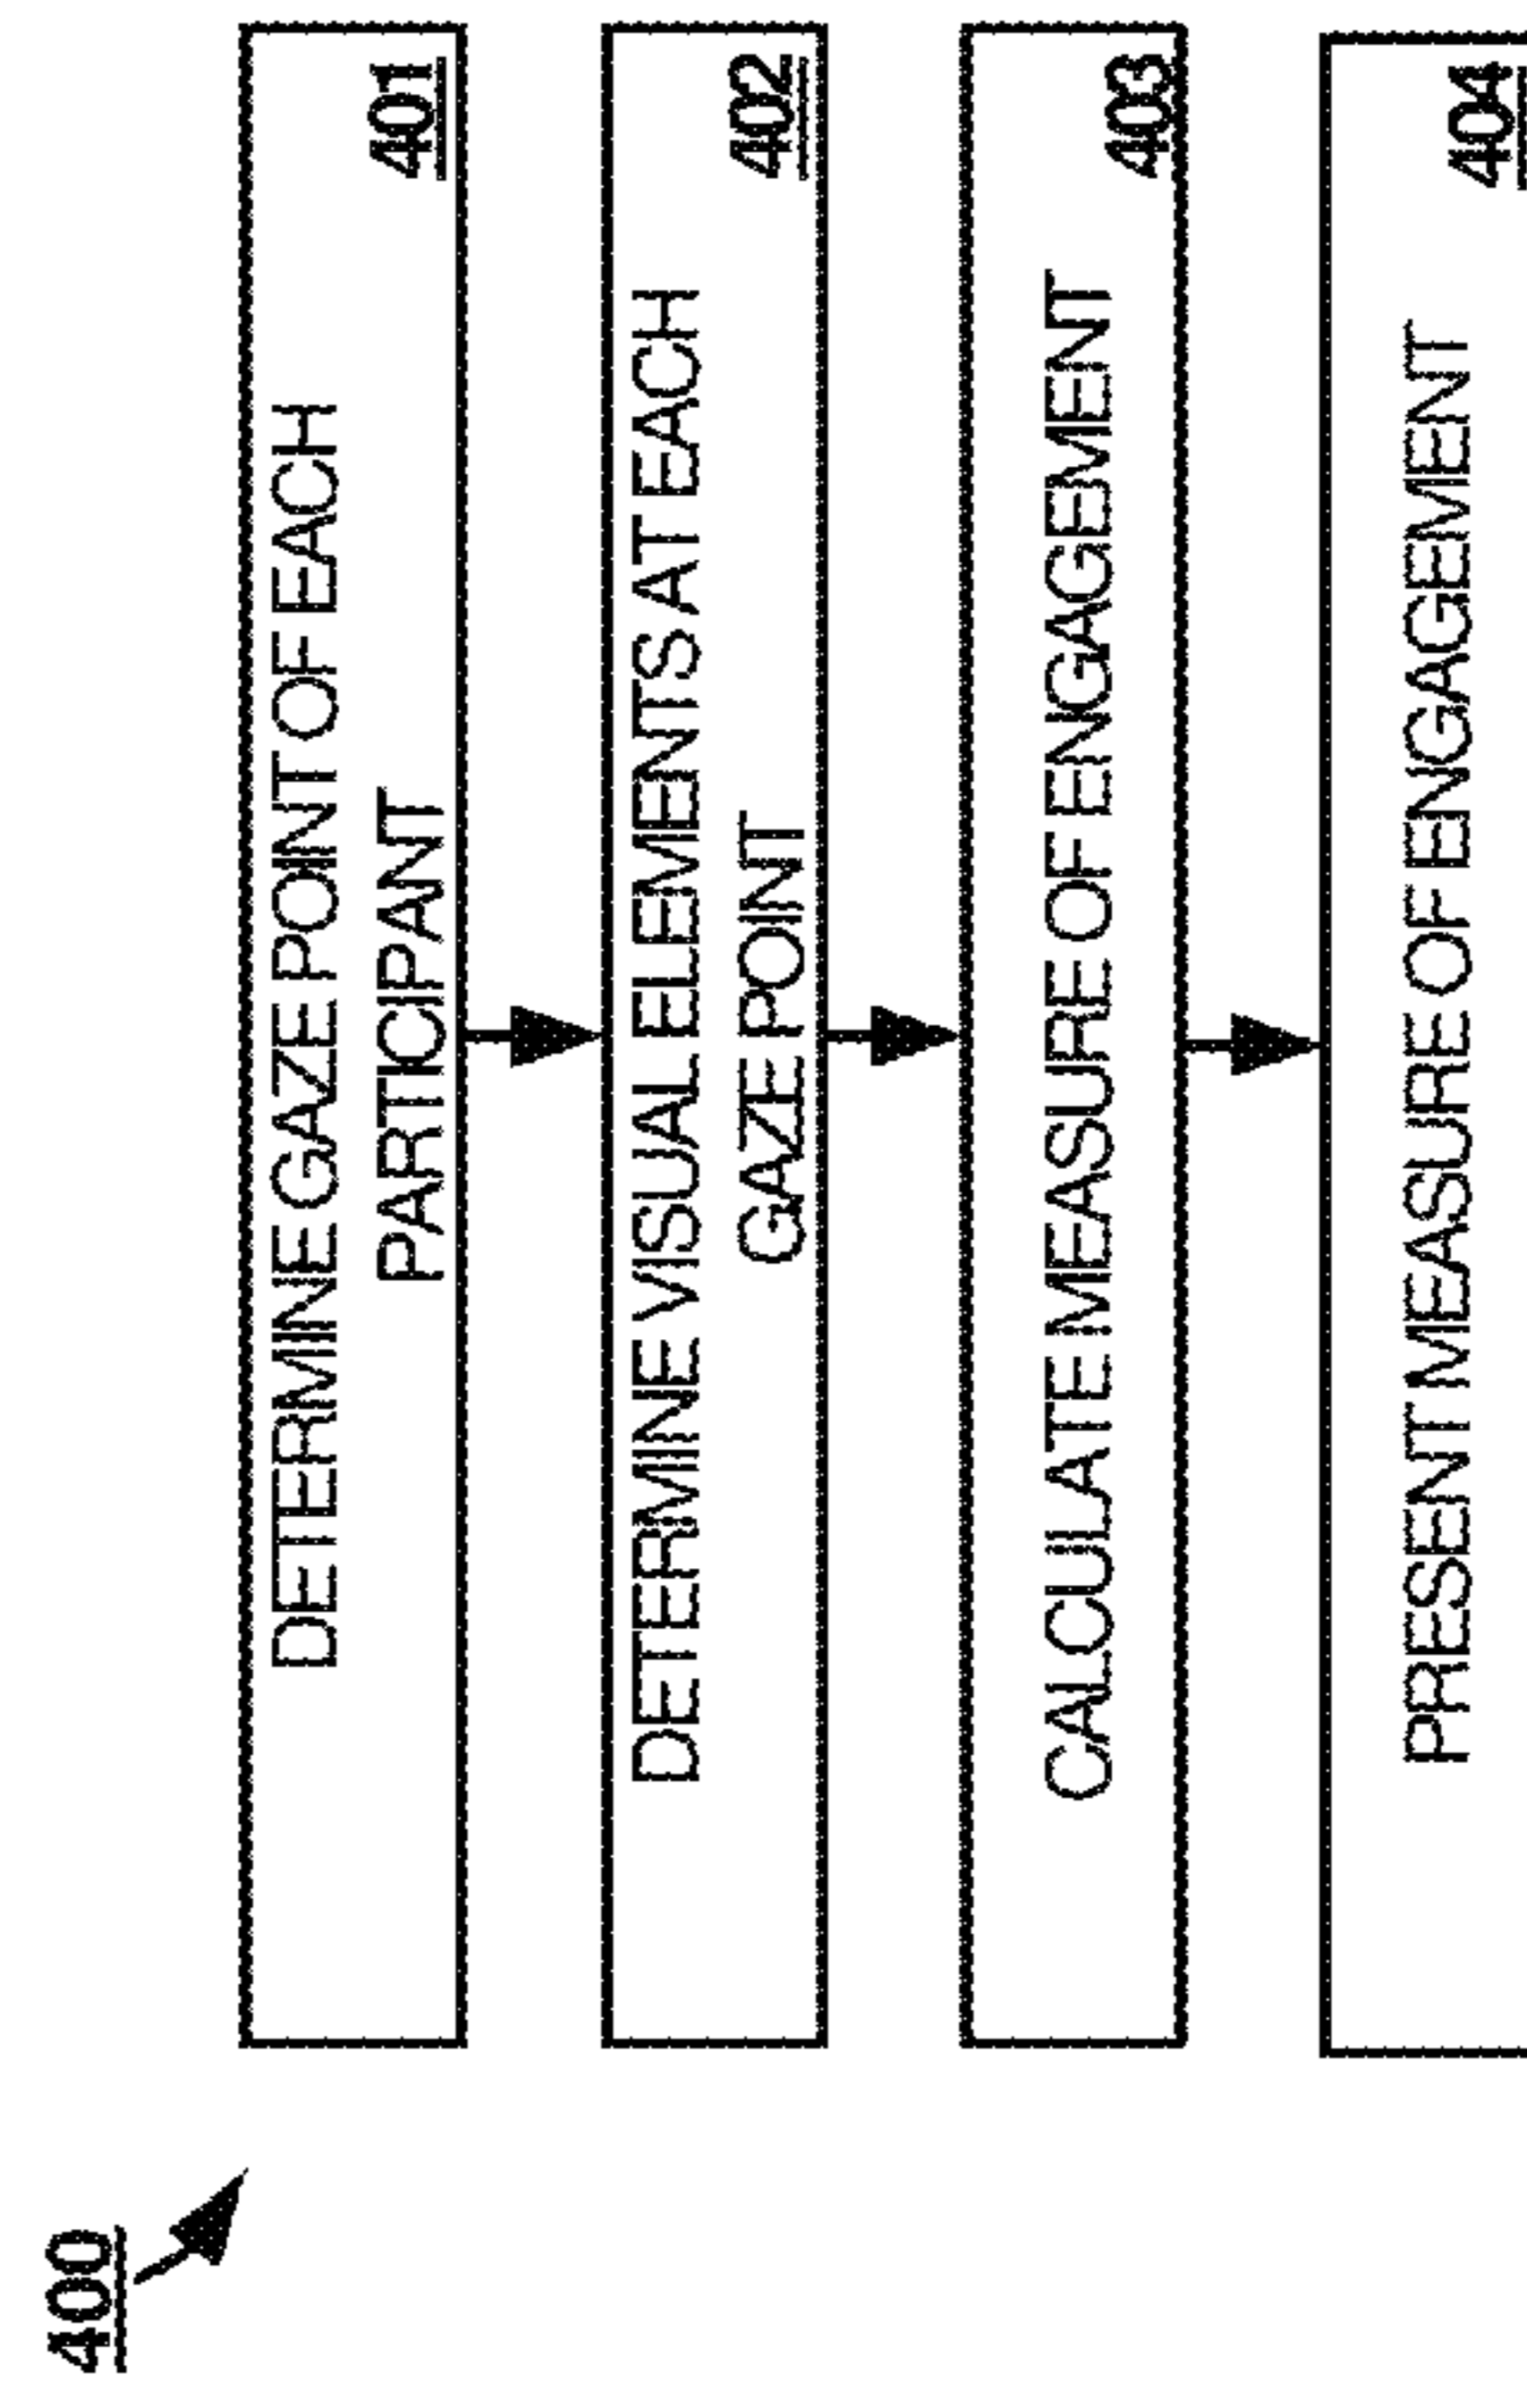 400
DETERMINE GAZE POINT OF EACH
PARTICIPANT
401
DETERMINE VISUAL ELEMENTS AT EACH
GAZE POINT
402
CALCULATE MEASURE OF ENGAGEMENT
403
PRESENT MEASURE OF ENGAGEMENT
404